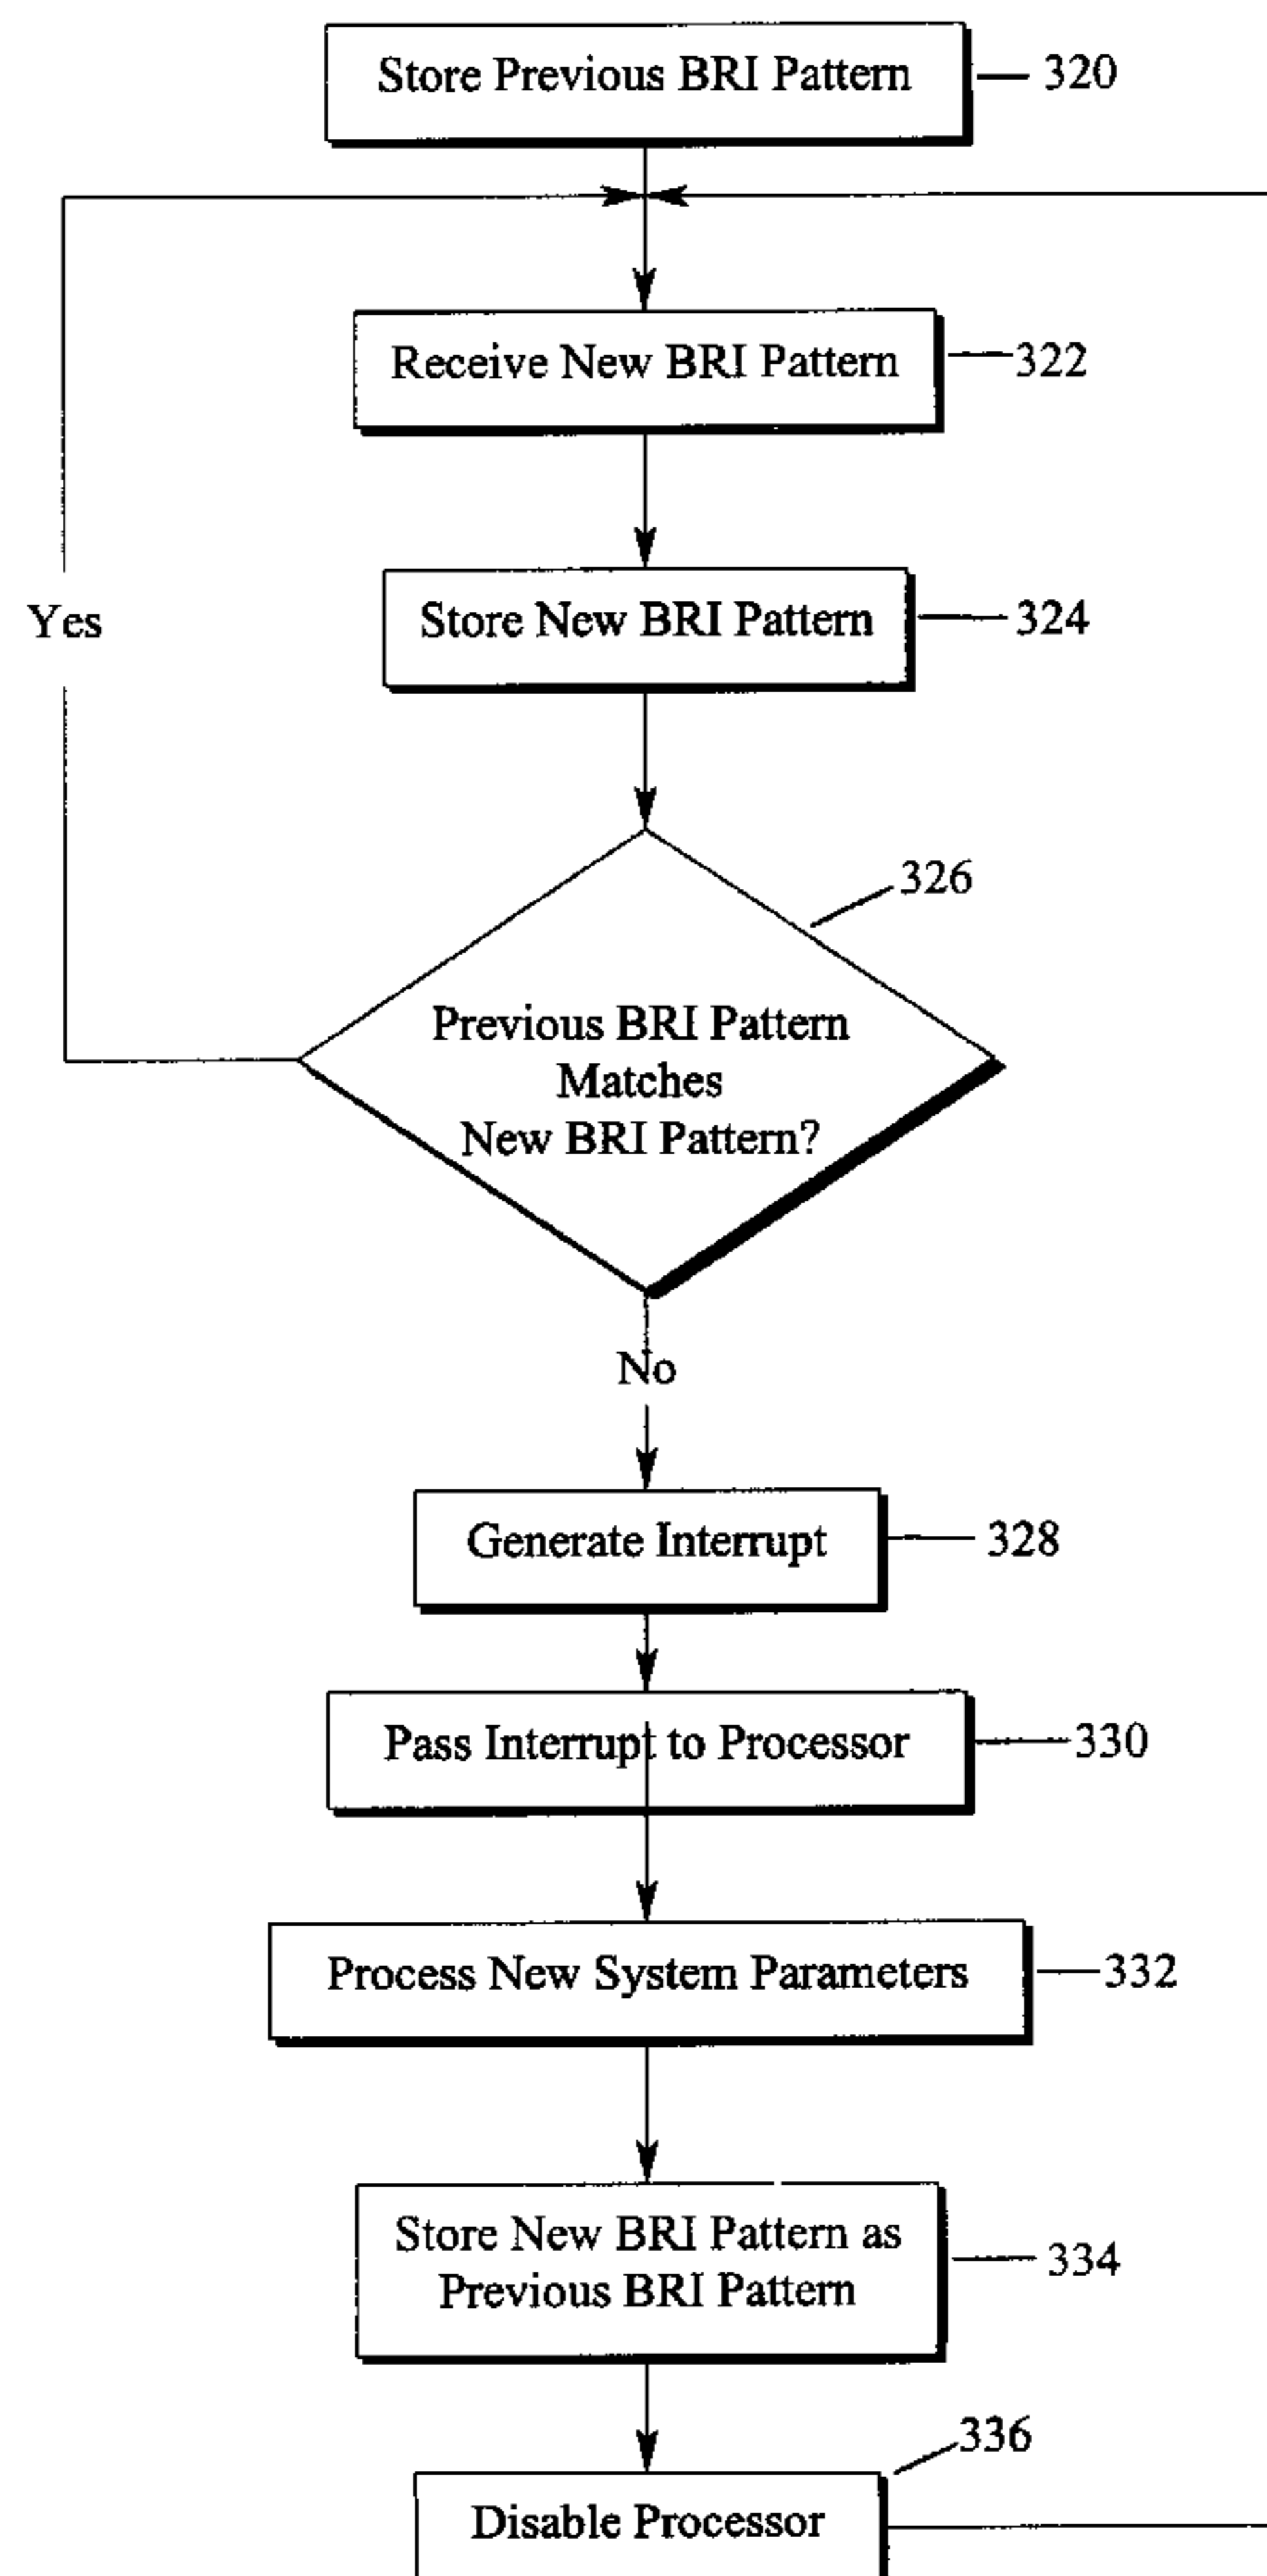 Store Previous BRI Pattern
320
Receive New BRI Pattern
322
Store New BRI Pattern
324
Yes
326
Previous BRI Pattern
Matches
New BRI Pattern?
No
Generate Interrupt
328
Pass Interrupt to Processor
330
Process New System Parameters
332
Store New BRI Pattern as
Previous BRI Pattern
334
336
Disable Processor